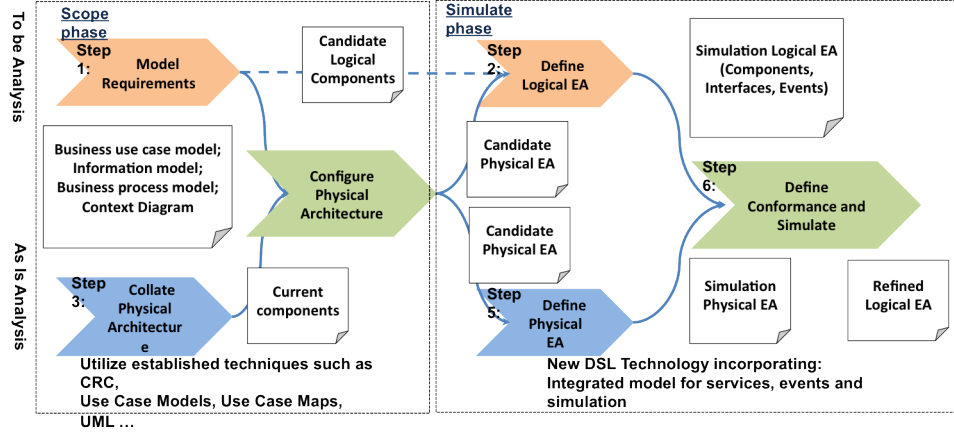 To be Analysis
As Is Analysis
Scope
phase
Step
1:
Model
Requirements
Candidate
Logical
Components
Business use case model;
Information model;
Business process model;
Context Diagram
Configure
Physical
Architecture
Step
3:
Collate
Physical
Architectur
e
Current
components
Utilize established techniques such as
CRC,
Use Case Models, Use Case Maps,
UML ...
Simulate
phase
Step
2:
Define
Logical EA
Simulation Logical EA
(Components,
Interfaces, Events)
Candidate
Physical EA
Candidate
Physical EA
Step
6:
Define
Conformance and
Simulate
Step
5:
Define
Physical
EA
Simulation
Physical EA
Refined
Logical EA
New DSL Technology incorporating:
Integrated model for services, events and
simulation